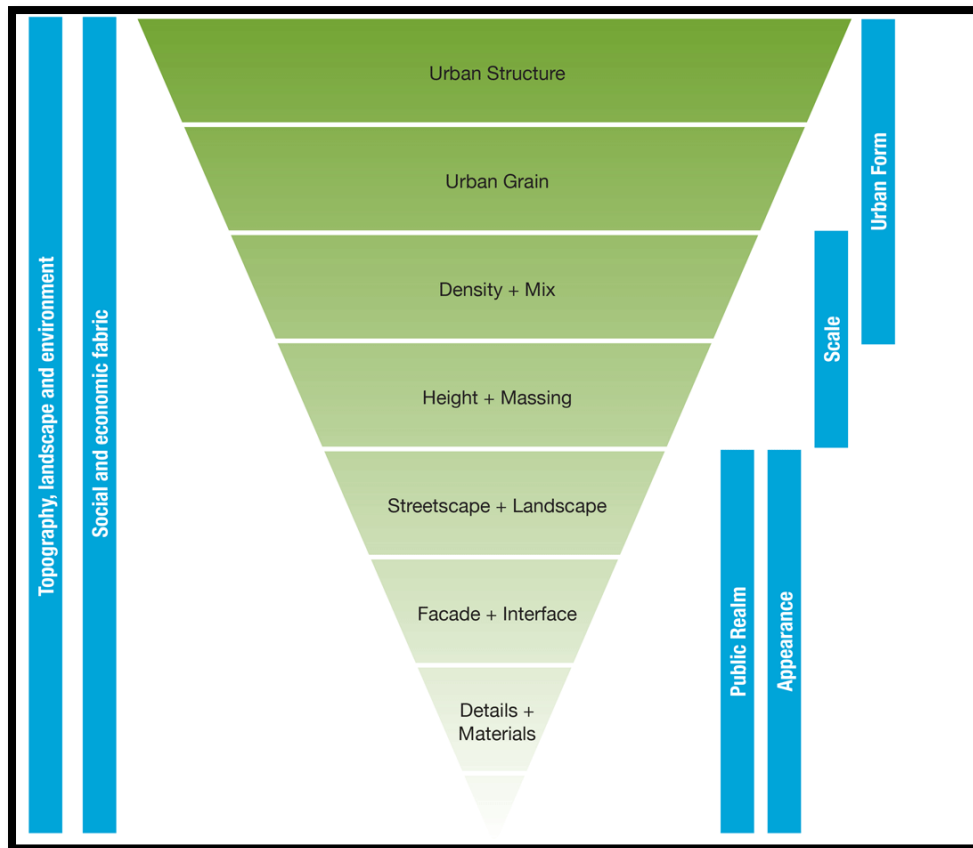 Topography, landscape and environment
Social and economic fabric
Urban Structure
Urban Grain
Density + Mix
Height + Massing
Streetscape + Landscape
Facade + Interface
Details +
Materials
Public Realm
Appearance
Scale
Urban Form